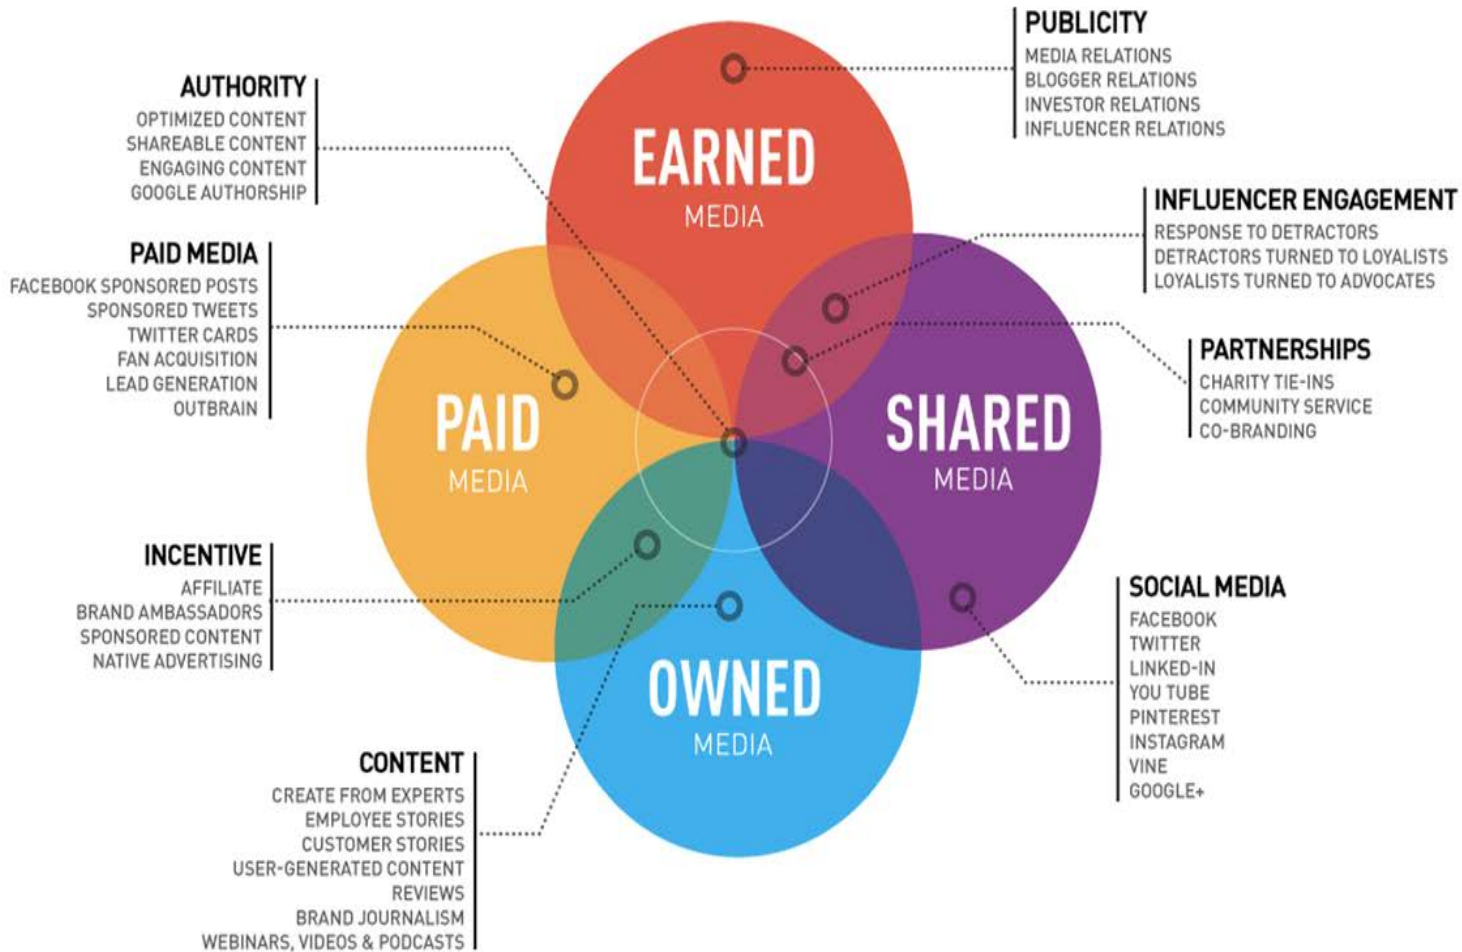 PUBLICITY
MEDIA RELATIONS
BLOGGER RELATIONS
INVESTOR RELATIONS
INFLUENCER RELATIONS
AUTHORITY
OPTIMIZED CONTENT
SHAREABLE CONTENT
ENGAGING CONTENT
GOOGLE AUTHORSHIP
EARNED
MEDIA
INFLUENCER ENGAGEMENT
RESPONSE TO DETRACTORS
DETRACTORS TURNED TO LOYALISTS
LOYALISTS TURNED TO ADVOCATES
PAID MEDIA
FACEBOOK SPONSORED POSTS
SPONSORED TWEETS
TWITTER CARDS
FAN ACQUISITION
LEAD GENERATION
OUTBRAIN
PARTNERSHIPS
CHARITY TIE-INS
COMMUNITY SERVICE
CO-BRANDING
PAID
MEDIA
SHARED
MEDIA
INCENTIVE
AFFILIATE
BRAND AMBASSADORS
SPONSORED CONTENT
NATIVE ADVERTISING
OWNED
MEDIA
SOCIAL MEDIA
FACEBOOK
TWITTER
LINKED-IN
YOU TUBE
PINTEREST
INSTAGRAM
VINE
GOOGLE+
CONTENT
CREATE FROM EXPERTS
EMPLOYEE STORIES
CUSTOMER STORIES
USER-GENERATED CONTENT
REVIEWS
BRAND JOURNALISM
WEBINARS, VIDEOS & PODCASTS